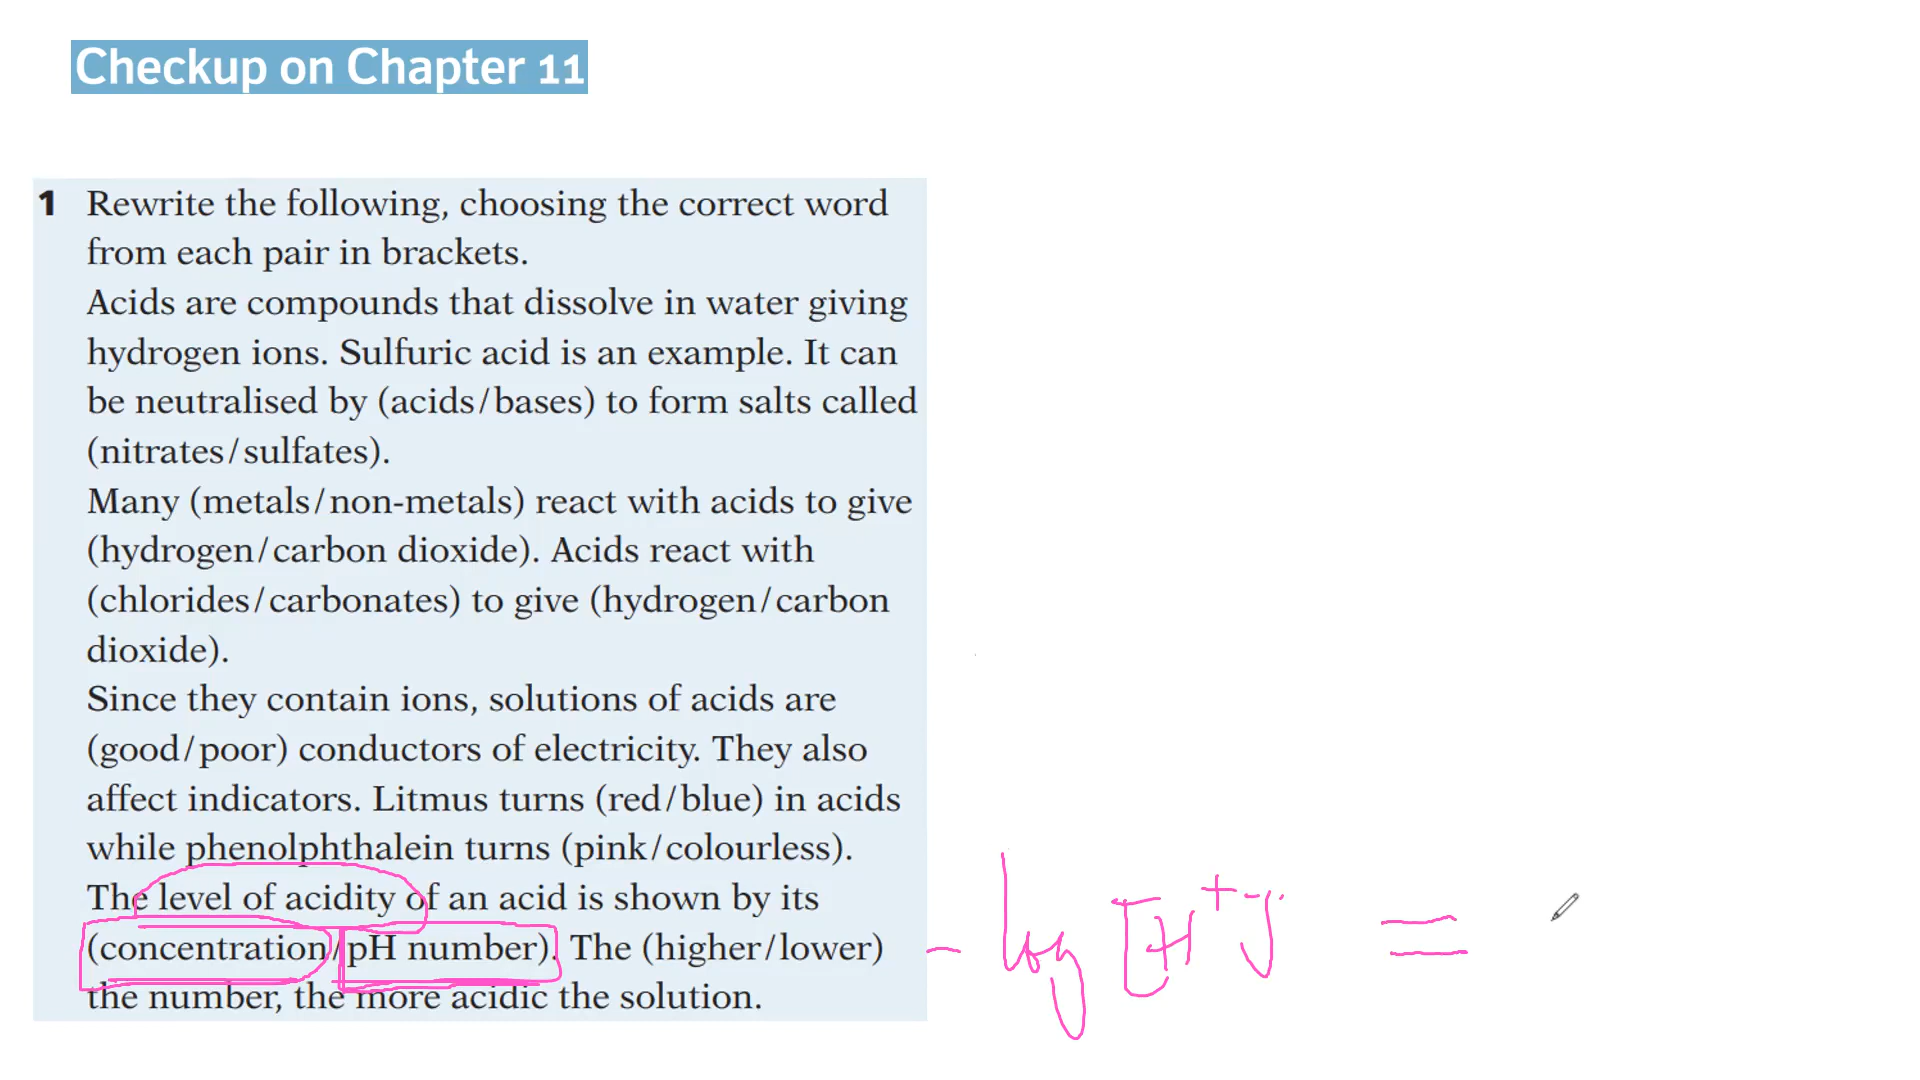 Checkup on Chapter 11
1 Rewrite the following, choosing the correct word
from each pair in brackets.
Acids are compounds that dissolve in water giving
hydrogen ions. Sulfuric acid is an example. It can
be neutralised by (acids/bases) to form salts called
(nitrates/sulfates).
Many (metals/non-metals) react with acids to give
(hydrogen/carbon dioxide). Acids react with
(chlorides/carbonates) to give (hydrogen/carbon
dioxide).
Since they contain ions, solutions of acids are
(good/poor) conductors of electricity. They also
affect indicators. Litmus turns (red/blue) in acids
while phenolphthalein turns (pink/colourless).
The level of acidity of an acid is shown by its
(concentration/pH number). The (higher/lower)
the number, the more acidic the solution.
- log [H+] =